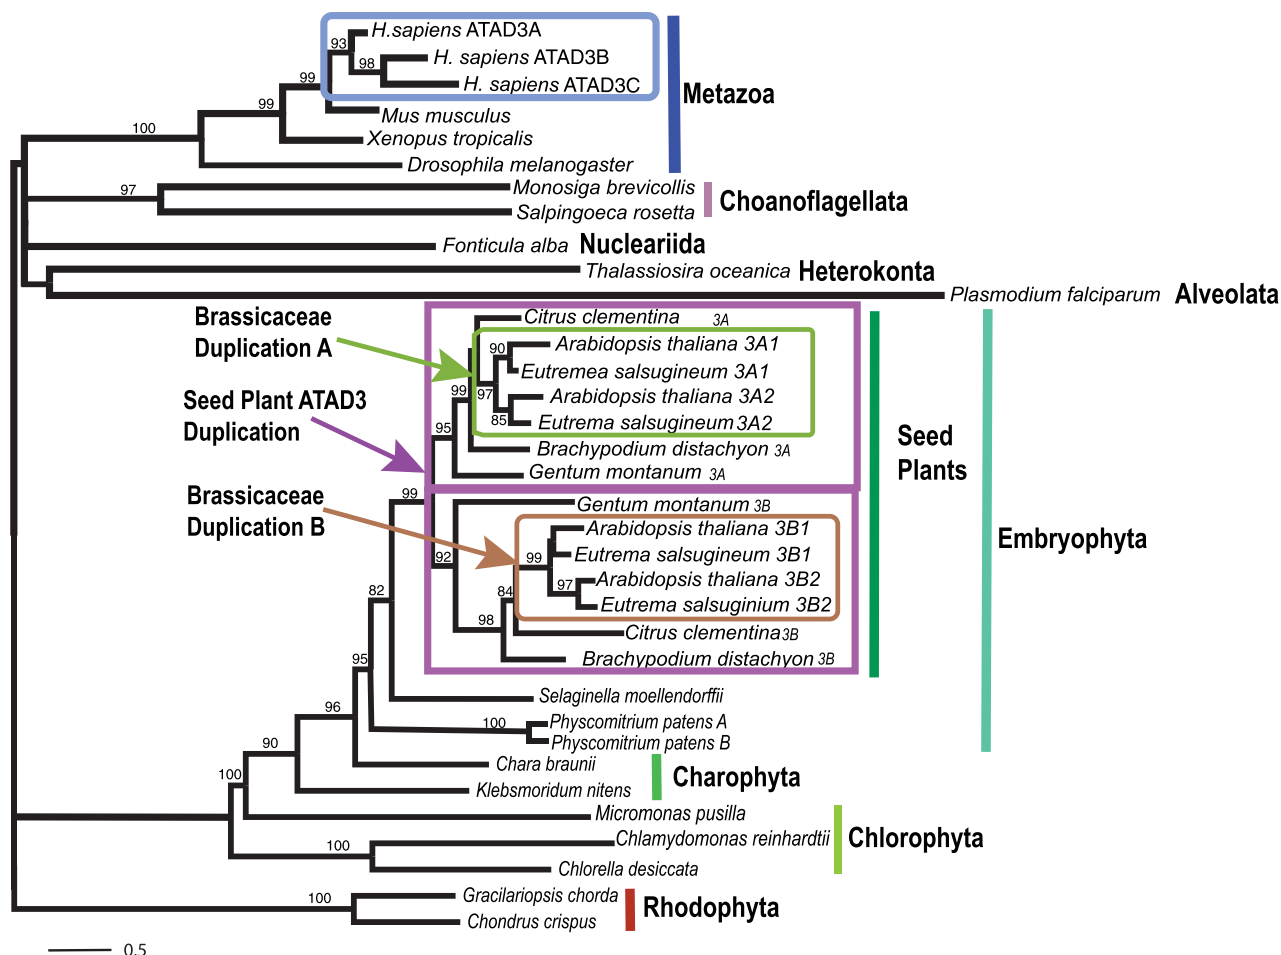 H.sapiens ATAD3A
93
H. sapiens ATAD3B
98
99
H. sapiens ATAD3C
Metazoa
99
Mus musculus
100
Xenopus tropicalis
Drosophila melanogaster
97
Monosiga brevicollis
Choanoflagellata
Salpingoeca rosetta
Fonticula alba Nucleariida
Thalassiosira oceanica Heterokonta
Plasmodium falciparum Alveolata
Brassicaceae
Duplication A
Citrus clementina 3A
90
Arabidopsis thaliana 3A1
Eutremea salsugineum 3A1
99
97
Arabidopsis thaliana 3A2
85
Eutrema salsugineum 3A2
Seed Plant ATAD3
Duplication
95
Brachypodium distachyon 3A
Gentum montanum 3A
Seed
Plants
Brassicaceae
Duplication B
99
Gentum montanum 3B
Arabidopsis thaliana 3B1
92
99
Eutrema salsugineum 3B1
Embryophyta
97
Arabidopsis thaliana 3B2
82
84
Eutrema salsuginium 3B2
98
Citrus clementina 3B
Brachypodium distachyon 3B
95
Selaginella moellendorffii
96
100
Physcomitrium patens A
Physcomitrium patens B
90
Chara braunii
Charophyta
100
Klebsmoridum nitens
Micromonas pusilla
100
Chlamydomonas reinhardtii
Chlorophyta
Chlorella desiccata
100
Gracilariopsis chorda
Rhodophyta
Chondrus crispus
0.5